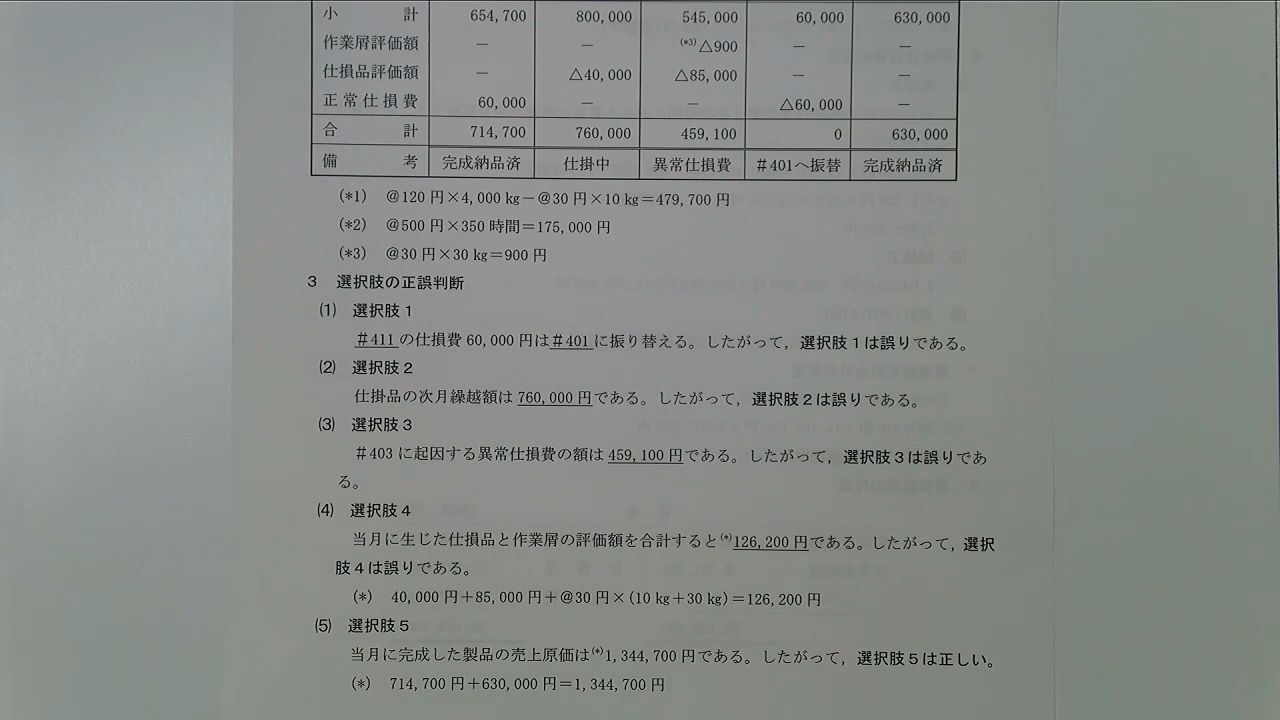 小計 654,700 800,000 545,000 60,000 630,000
作業屑評価額 － － (*3)△900 － －
仕損品評価額 － △40,000 △85,000 － －
正常仕損費 60,000 － － △60,000 －
合計 714,700 760,000 459,100 0 630,000
備考 完成納品済 仕掛中 異常仕損費 ＃401へ振替 完成納品済
(*1) ＠120円×4,000kg－＠30円×10kg＝479,700円
(*2) ＠500円×350時間＝175,000円
(*3) ＠30円×30kg＝900円
3 選択肢の正誤判断
(1) 選択肢1
＃411の仕損費60,000円は＃401に振り替える。したがって，選択肢1は誤りである。
(2) 選択肢2
仕掛品の次月繰越額は760,000円である。したがって，選択肢2は誤りである。
(3) 選択肢3
＃403に起因する異常仕損費の額は459,100円である。したがって，選択肢3は誤りであ
る。
(4) 選択肢4
当月に生じた仕損品と作業屑の評価額を合計すると(*)126,200円である。したがって，選択
肢4は誤りである。
(*) 40,000円＋85,000円＋＠30円×(10kg＋30kg)＝126,200円
(5) 選択肢5
当月に完成した製品の売上原価は(*)1,344,700円である。したがって，選択肢5は正しい。
(*) 714,700円＋630,000円＝1,344,700円